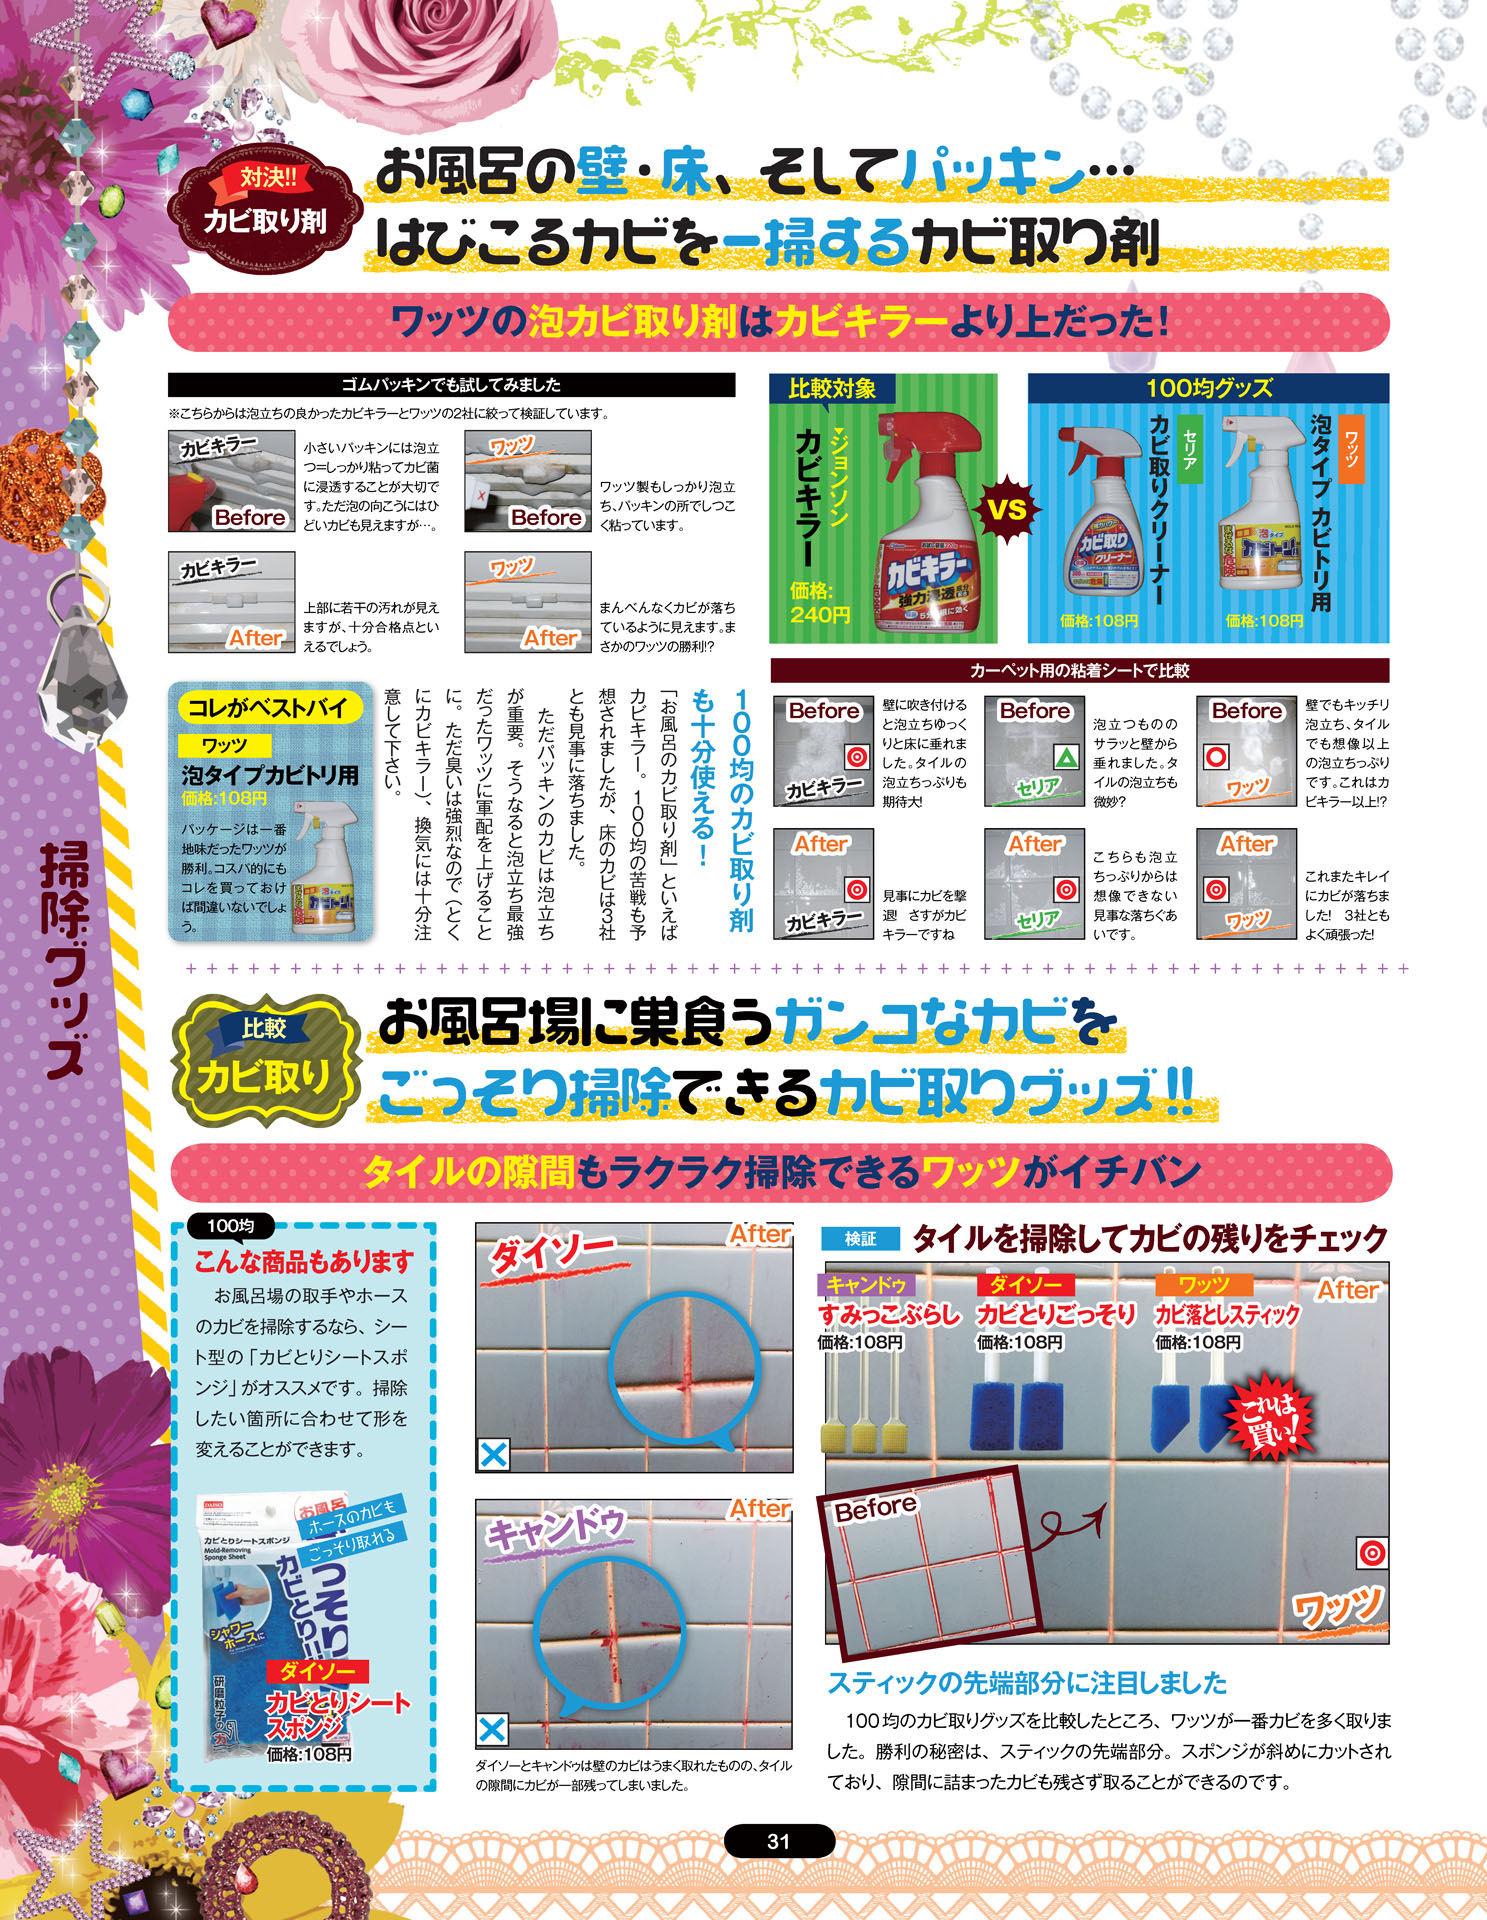 対決!!
カビ取り剤
お風呂の壁・床、そしてパッキン…
はびこるカビを一掃するカビ取り剤
ワッツの泡カビ取り剤はカビキラーより上だった!
ゴムパッキンでも試してみました
※こちらからは泡立ちの良かったカビキラーとワッツの2社に絞って検証しています。
カビキラー
Before
小さいパッキンには泡立
つ=しっかり粘ってカビ菌
に浸透することが大切で
す。ただ泡の向こうにはひ
どいカビも見えますが…。
ワッツ
Before
ワッツ製もしっかり泡立
ち、パッキンの所でしつこ
く粘っています。
カビキラー
After
上部に若干の汚れが見え
ますが、十分合格点とい
えるでしょう。
ワッツ
After
まんべんなくカビが落ち
ているように見えます。ま
さかのワッツの勝利!?
比較対象
▼ジョンソン
カビキラー
カビキラー
強力浸透
価格:
240円
VS
100均グッズ
セリア
カビ取りクリーナー
カビ取り
クリーナー
価格:108円
ワッツ
泡タイプ カビトリ用
価格:108円
カーペット用の粘着シートで比較
Before
カビキラー
壁に吹き付ける
と泡立ちゆっく
りと床に垂れま
した。タイルの
泡立ちっぷりも
期待大!
Before
セリア
泡立つものの
サラッと壁から
垂れました。タ
イルの泡立ちも
微妙?
Before
ワッツ
壁でもキッチリ
泡立ち、タイル
でも想像以上
の泡立ちっぷり
です。これはカ
ビキラー以上!?
After
カビキラー
見事にカビを撃
退! さすがカビ
キラーですね
After
セリア
こちらも泡立
ちっぷりからは
想像できない
見事な落ちぐあ
いです。
After
ワッツ
これまたキレイ
にカビが落ちま
した! 3社とも
よく頑張った!
100均のカビ取り剤
も十分使える!
「お風呂のカビ取り剤」といえば
カビキラー。100均の苦戦も予
想されましたが、床のカビは3社
とも見事に落ちました。
ただパッキンのカビは泡立ち
が重要。そうなると泡立ち最強
だったワッツに軍配を上げること
に。ただ臭いは強烈なので(とく
にカビキラー)、換気には十分注
意して下さい。
コレがベストバイ
ワッツ
泡タイプカビトリ用
価格:108円
パッケージは一番
地味だったワッツが
勝利。コスパ的にも
コレを買っておけ
ば間違いないでしょ
う。
掃除グッズ
比較
カビ取り
お風呂場に巣食うガンコなカビを
ごっそり掃除できるカビ取りグッズ!!
タイルの隙間もラクラク掃除できるワッツがイチバン
100均
こんな商品もあります
お風呂場の取手やホース
のカビを掃除するなら、シー
ト型の「カビとりシートスポ
ンジ」がオススメです。掃除
したい箇所に合わせて形を
変えることができます。
DAISO
カビとりシートスポンジ
Mold-Removing
Sponge Sheet
お風呂
ホースのカビも
ごっそり取れる
シャワー
ホースに
カビとり!!
ダイソー
カビとりシート
スポンジ
価格:108円
ダイソー
After
キャンドゥ
After
ダイソーとキャンドゥは壁のカビはうまく取れたものの、タイル
の隙間にカビが一部残ってしまいました。
検証
タイルを掃除してカビの残りをチェック
キャンドゥ
すみっこぶらし
価格:108円
ダイソー
カビとりごっそり
価格:108円
ワッツ
カビ落としスティック
価格:108円
After
これは
買い!
Before
ワッツ
スティックの先端部分に注目しました
100均のカビ取りグッズを比較したところ、ワッツが一番カビを多く取りま
した。勝利の秘密は、スティックの先端部分。スポンジが斜めにカットされ
ており、隙間に詰まったカビも残さず取ることができるのです。
31